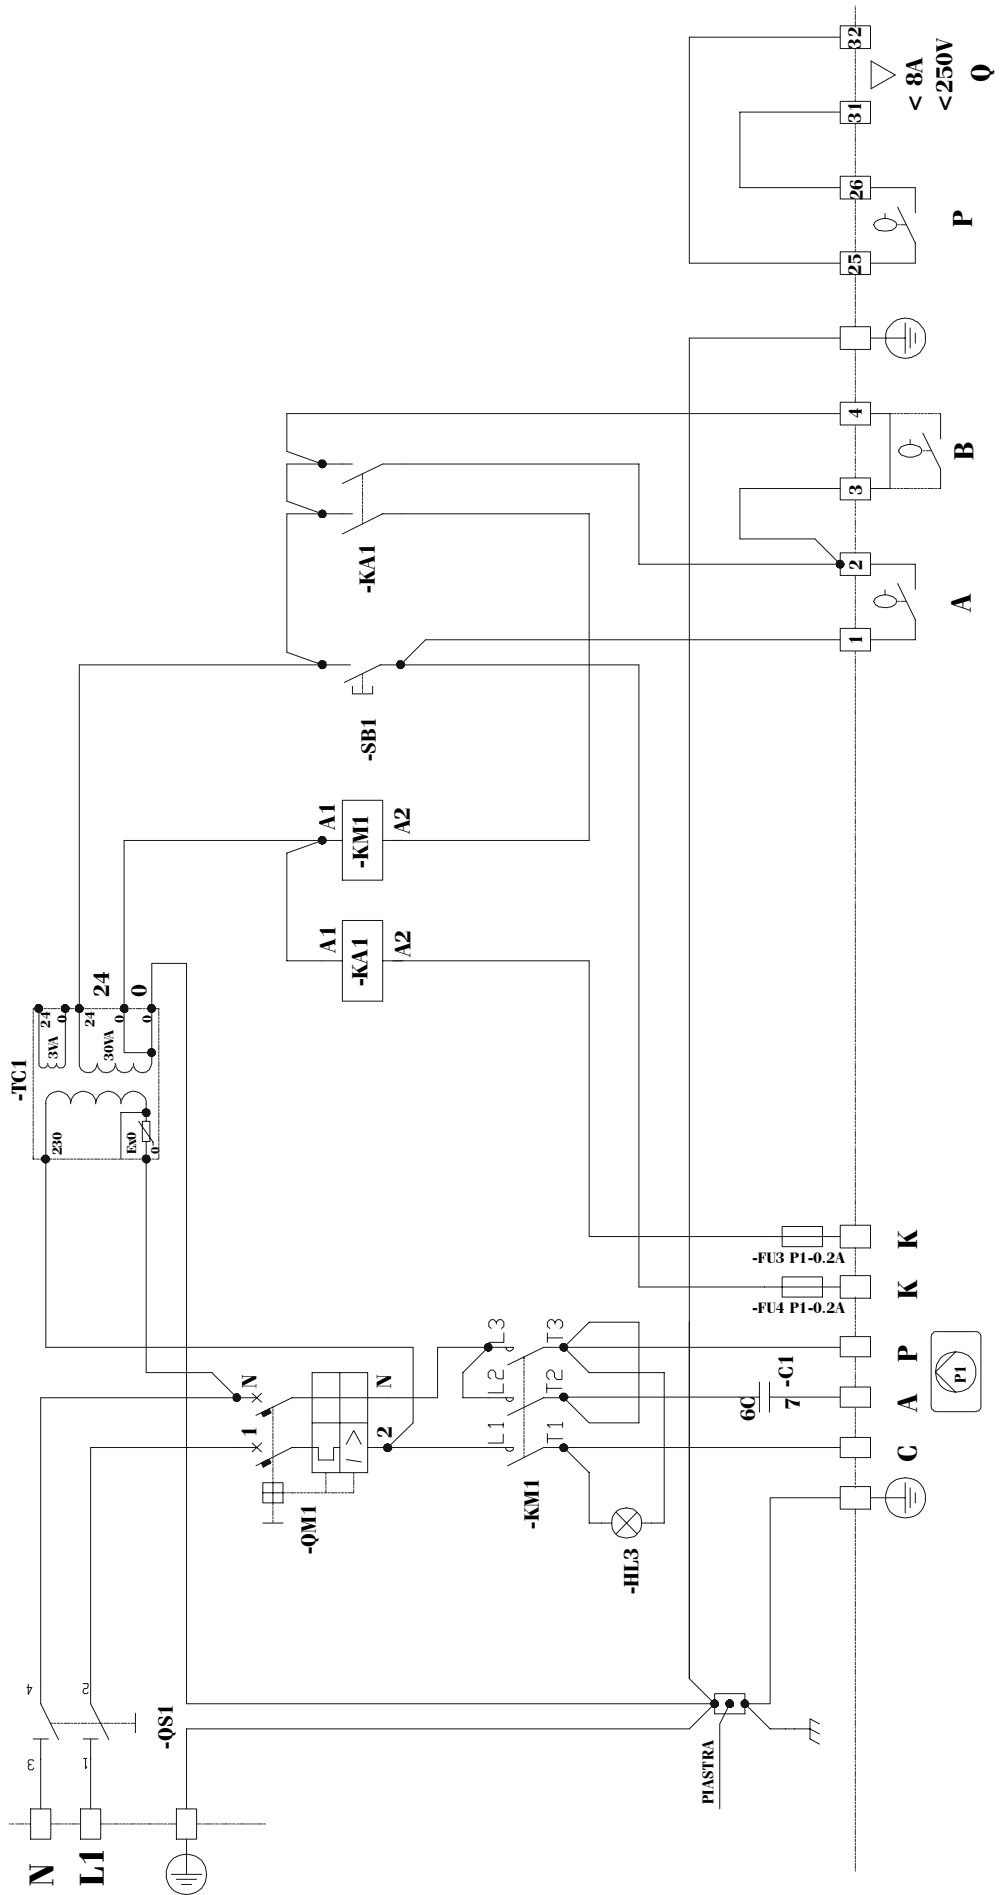 N
L1
3
4
1
2
-QS1
PIASTRA
-QM1
1
N
2
N
-TC1
230
Ex0
0
3VA
24
0
30VA
24
0
0
24
0
-KM1
L1
L2
L3
T1
T2
T3
-HL3
6C
7
-C1
-KA1
A1
A2
-KM1
A1
A2
-SB1
-KA1
-FU4 P1-0.2A
-FU3 P1-0.2A
C
A
P
K
K
P1
1
2
3
4
25
26
31
32
A
B
P
< 8A
<250V
Q